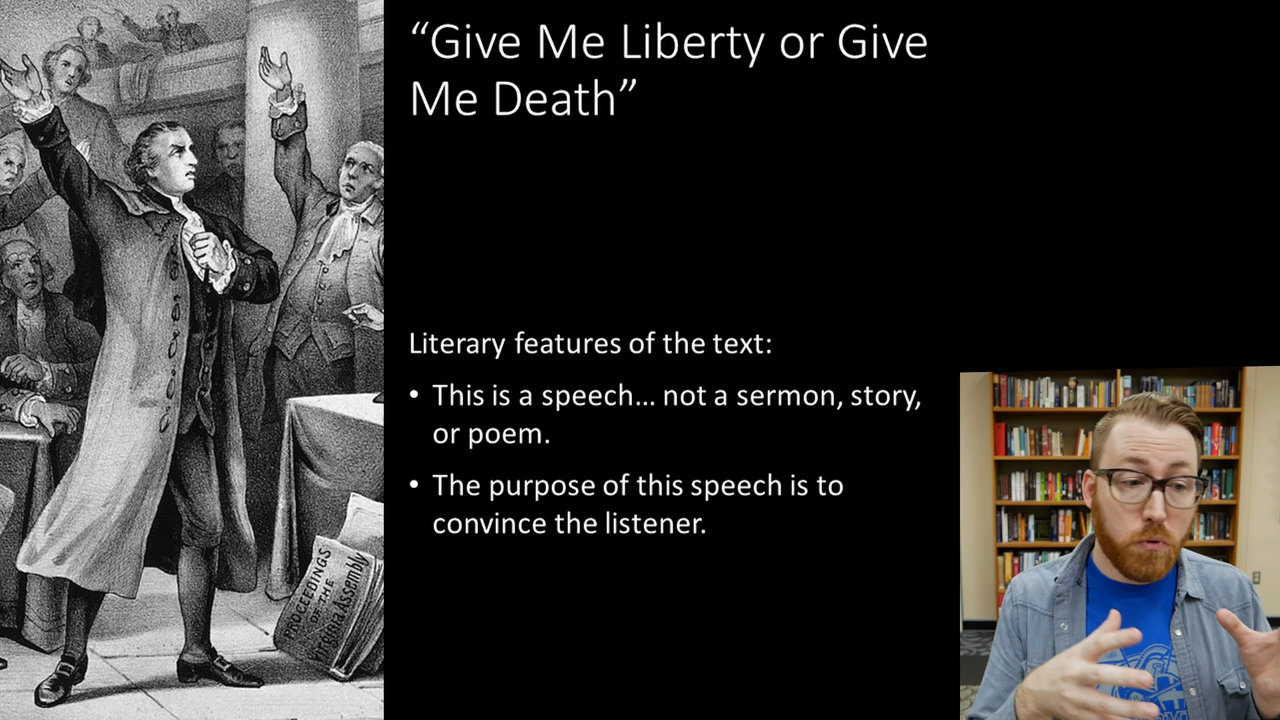 “Give Me Liberty or Give
Me Death”
Literary features of the text:
• This is a speech... not a sermon, story,
or poem.
• The purpose of this speech is to
convince the listener.
PROCEEDINGS
OF THE
Virginia Assembly